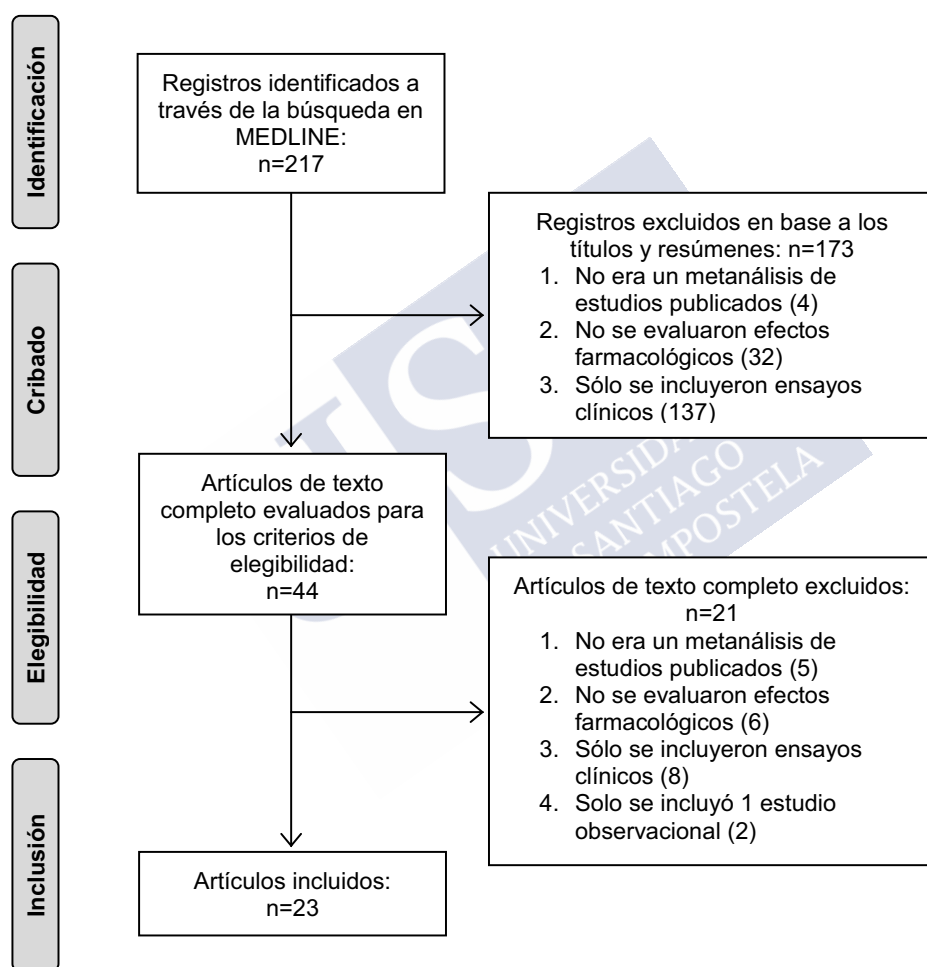 Identificación
Registros identificados a
través de la búsqueda en
MEDLINE:
n=217
Registros excluidos en base a los
títulos y resúmenes: n=173
1. No era un metanálisis de
estudios publicados (4)
2. No se evaluaron efectos
farmacológicos (32)
3. Sólo se incluyeron ensayos
clínicos (137)
Cribado
Artículos de texto
completo evaluados para
los criterios de
elegibilidad:
n=44
Elegibilidad
Artículos de texto completo excluidos:
n=21
1. No era un metanálisis de
estudios publicados (5)
2. No se evaluaron efectos
farmacológicos (6)
3. Sólo se incluyeron ensayos
clínicos (8)
4. Solo se incluyó 1 estudio
observacional (2)
Inclusión
Artículos incluidos:
n=23
UNIVERSIDA
SANTIAGO
MPOSTELA